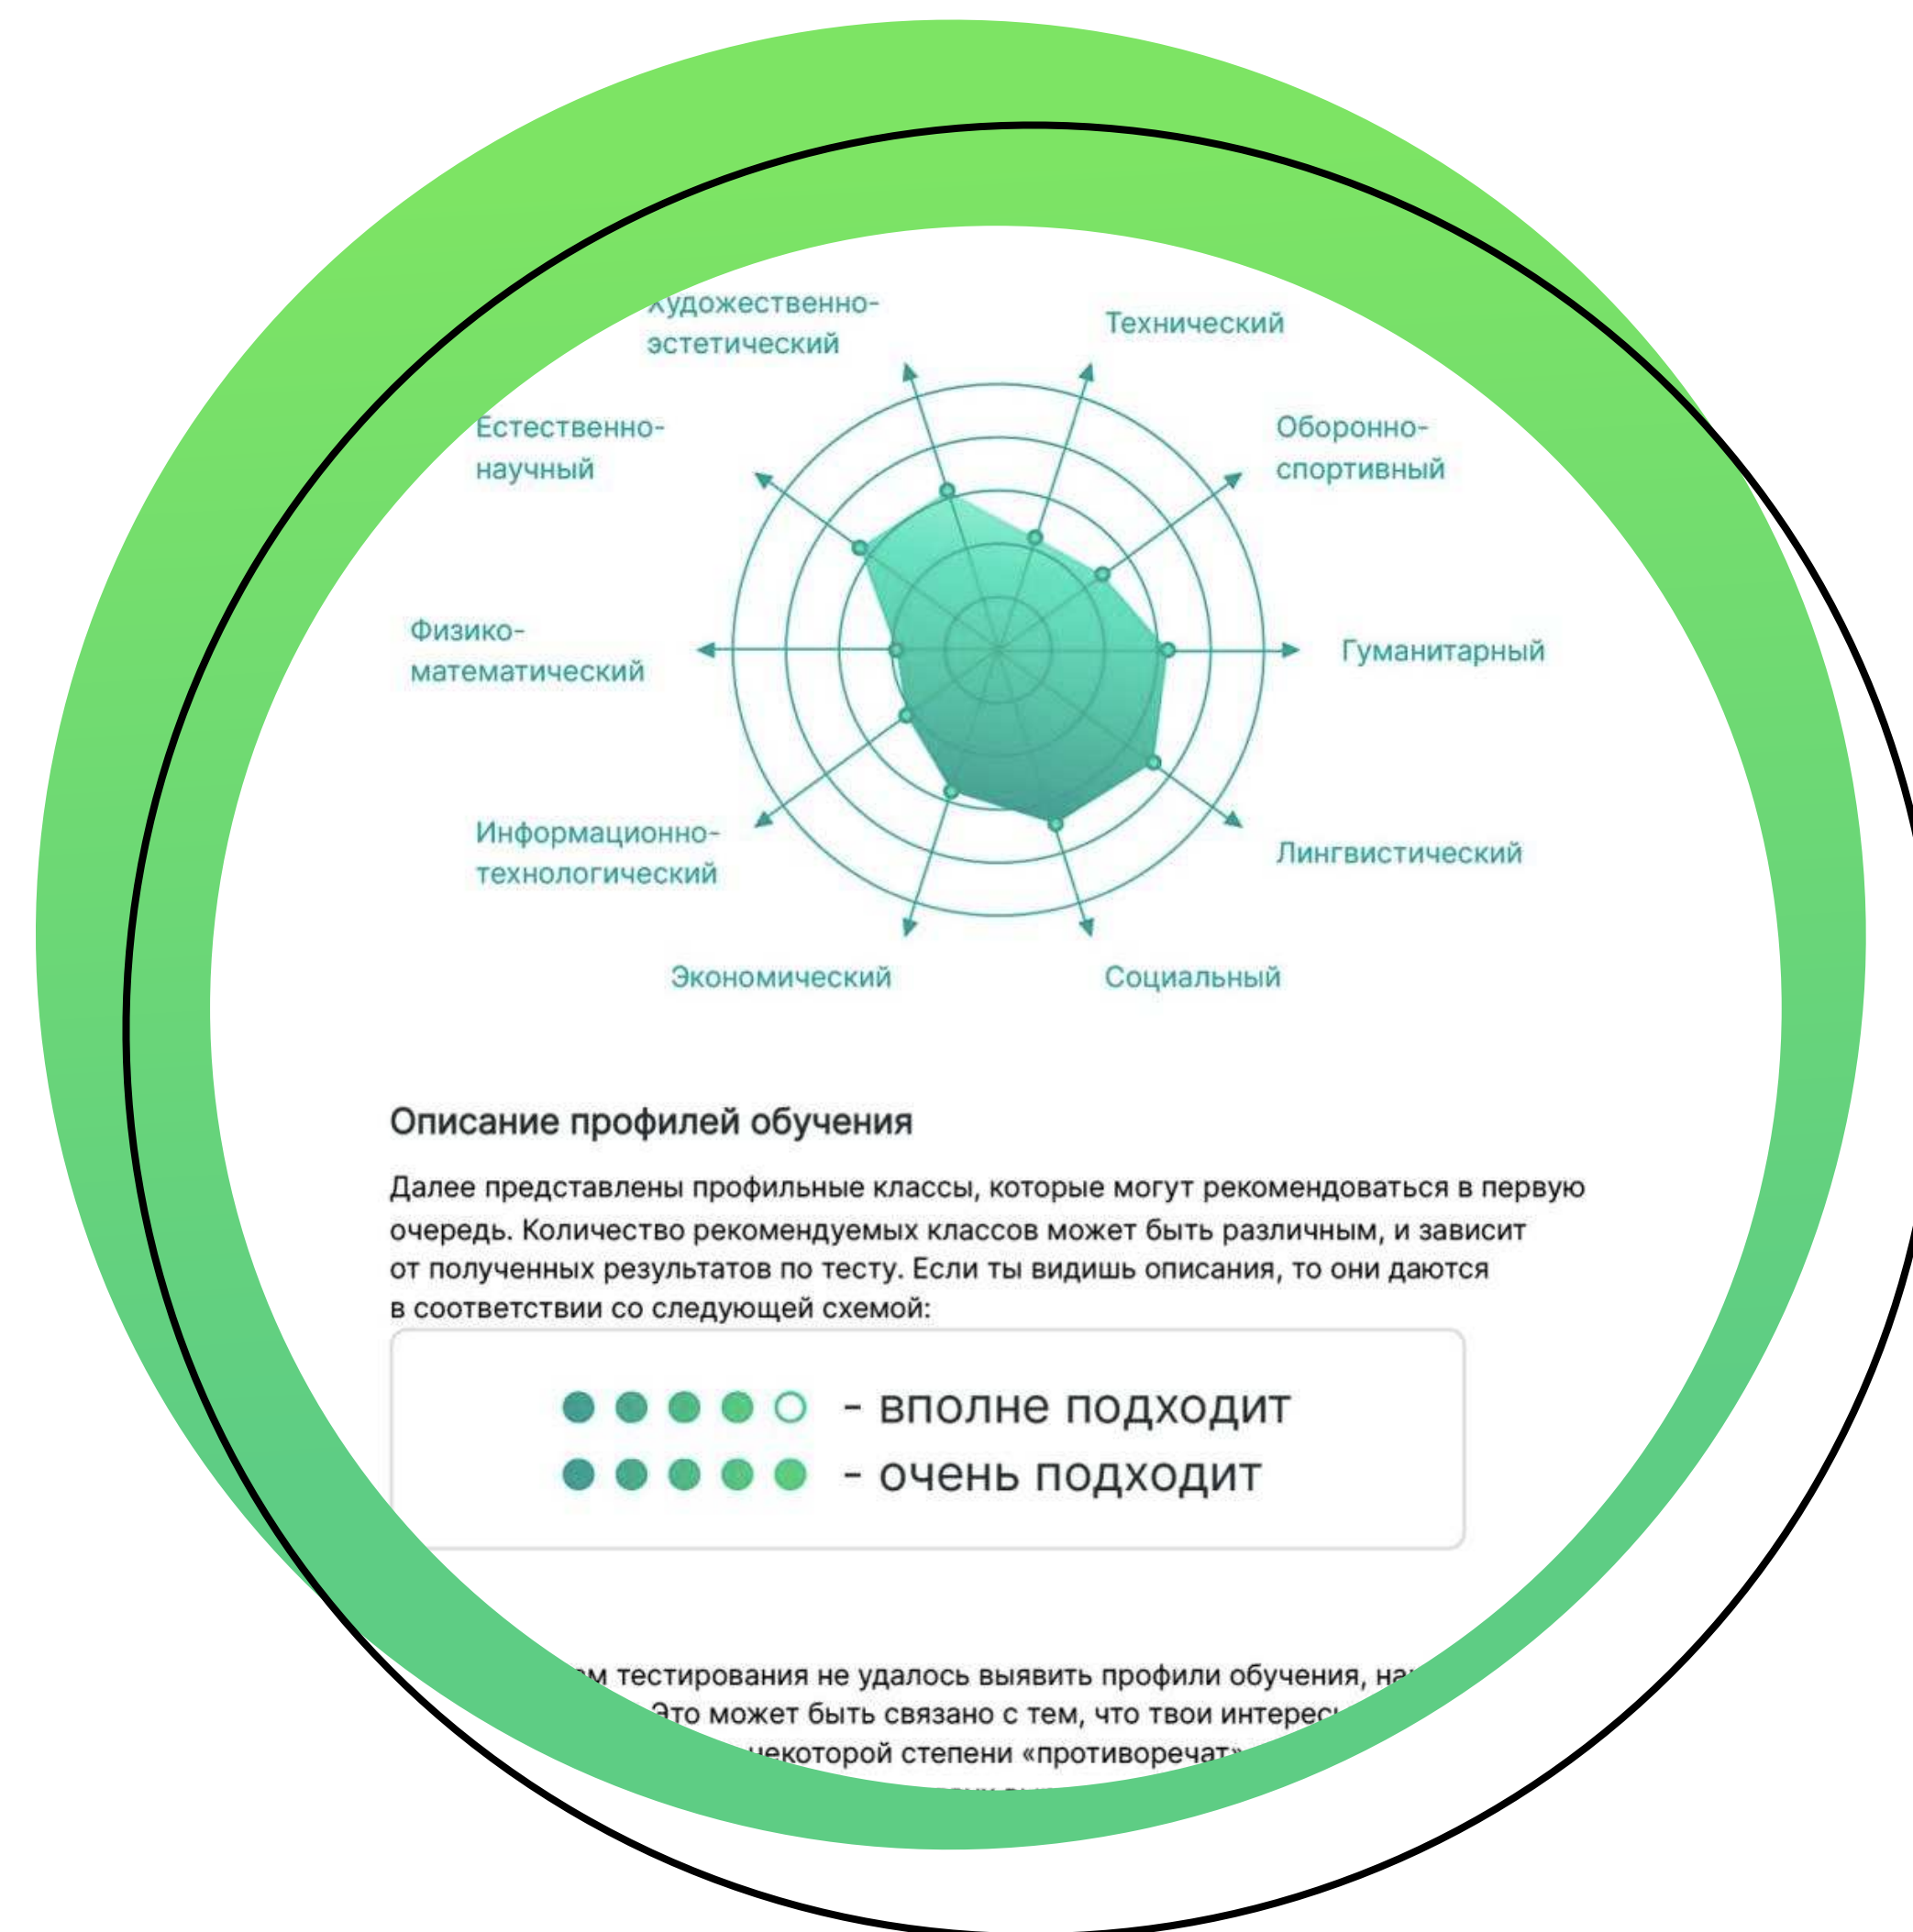 Художественно-
эстетический
Технический
Естественно-
научный
Оборонно-
спортивный
Физико-
математический
Гуманитарный
Информационно-
технологический
Лингвистический
Экономический
Социальный
Описание профилей обучения
Далее представлены профильные классы, которые могут рекомендоваться в первую
очередь. Количество рекомендуемых классов может быть различным, и зависит
от полученных результатов по тесту. Если ты видишь описания, то они даются
в соответствии со следующей схемой:
- вполне подходит
- очень подходит
тестирования не удалось выявить профили обучения,
Это может быть связано с тем, что твои
некоторой степени «противоречат»